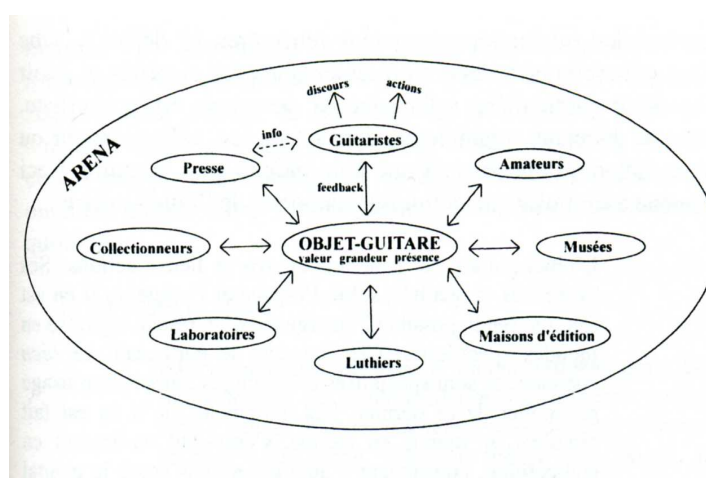 ARENA
discours
actions
info
Guitaristes
Presse
Amateurs
feedback
Collectionneurs
OBJET-GUITARE
valeur grandeur présence
Musées
Laboratoires
Maisons d'édition
Luthiers